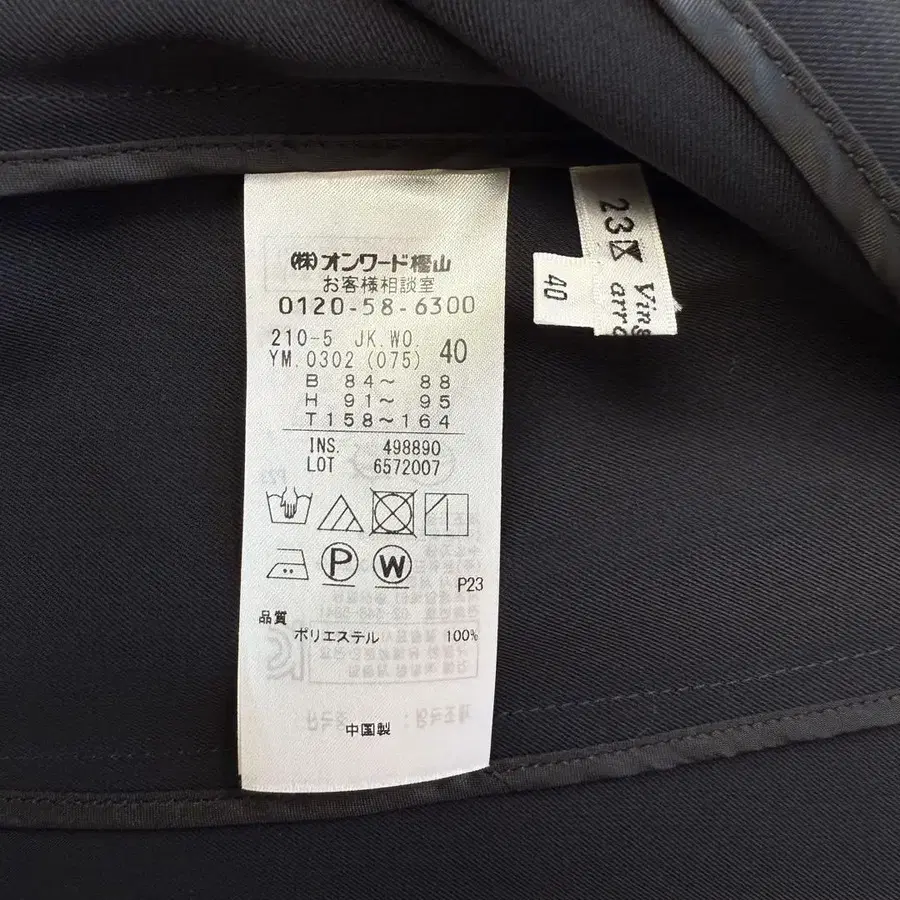 (株)オンワード樫山
お客様相談室
0120-58-6300
210-5 JK.WO.
YM.0302(075) 40
B 84～ 88
H 91～ 95
T158～164
INS. 498890
LOT 6572007
P
W
P23
品質
ポリエステル 100%
中国製
40
23